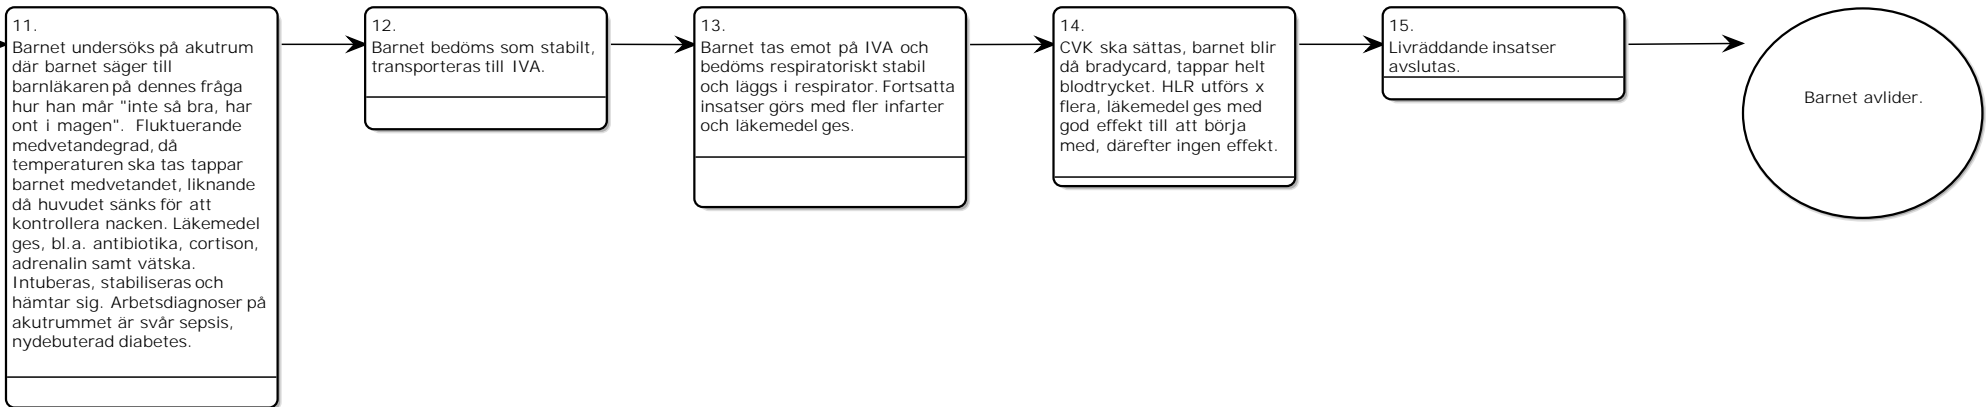 11.
Barnet undersöks på akutrum
där barnet säger till
barnläkaren på dennes fråga
hur han mår "inte så bra, har
ont i magen". Fluktuerande
medvetandegrad, då
temperaturen ska tas tappar
barnet medvetandet, liknande
då huvudet sänks för att
kontrollera nacken. Läkemedel
ges, bl.a. antibiotika, cortison,
adrenalin samt vätska.
Intuberas, stabiliseras och
hämtar sig. Arbetsdiagnoser på
akutrummet är svår sepsis,
nydebuterad diabetes.
12.
Barnet bedöms som stabilt,
transporteras till IVA.
13.
Barnet tas emot på IVA och
bedöms respiratoriskt stabil
och läggs i respirator. Fortsatta
insatser görs med fler infarter
och läkemedel ges.
14.
CVK ska sättas, barnet blir
då bradycard, tappar helt
blodtrycket. HLR utförs x
flera, läkemedel ges med
god effekt till att börja
med, därefter ingen effekt.
15.
Livräddande insatser
avslutas.
Barnet avlider.